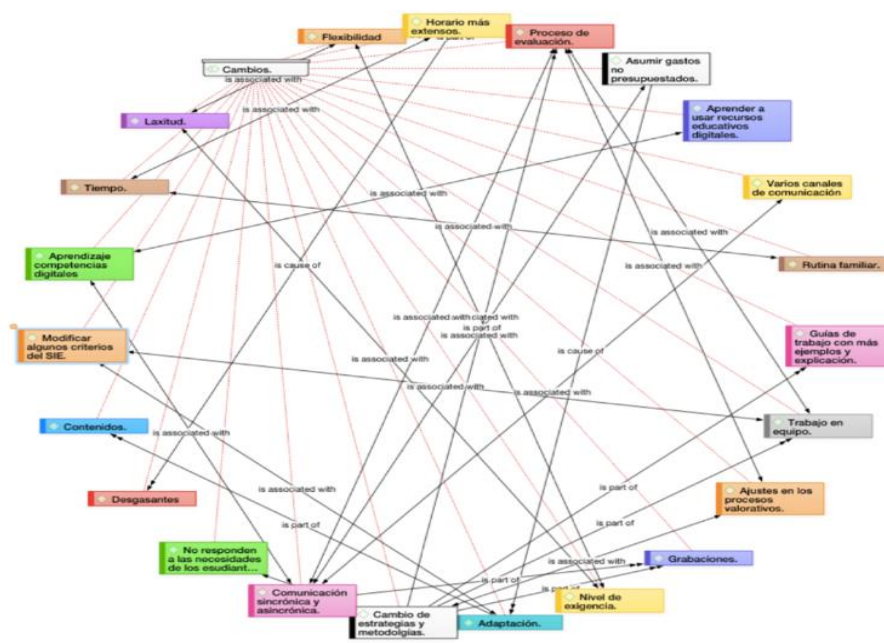 Horario más
extensos.
Flexibilidad
is part of
Proceso de
evaluación.
Cambios.
is associated with
Asumir gastos
no
presupuestados.
Laxitud.
is associated with
Aprender a
usar recursos
educativos
digitales.
Tiempo.
is associated with
Varios canales
de
comunicación
is associated with
is associated with
Aprendizaje
competencias
digitales
is cause of
Rutina familiar.
is associated with
is part of
is associated with
Modificar
algunos criterios
del SIE.
is associated with
is cause of
Guías de
trabajo con más
ejemplos y
explicación.
is associated with
Contenidos.
is associated with
Trabajo en
equipo.
is associated with
Desgasantes
is part of
is part of
is part of
Ajustes en los
procesos
valorativos.
No responden
a las necesidades
de los esudiant...
is associated with
Grabaciones.
is part of
is part of
Comunicación
sincrónica y
asincrónica.
Cambio de
estrategias y
metodolgías.
Adaptación.
Nivel de
exigencia.